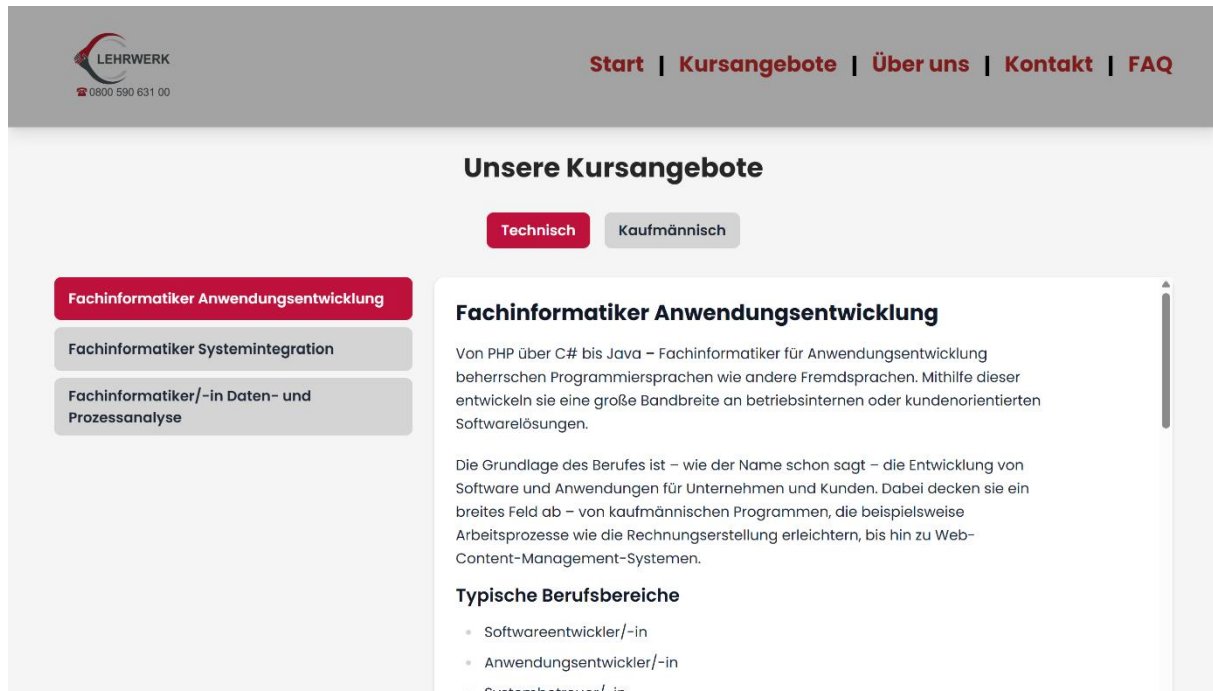 LEHRWERK
☎ 0800 590 631 00
Start | Kursangebote | Über uns | Kontakt | FAQ
Unsere Kursangebote
Technisch
Kaufmännisch
Fachinformatiker Anwendungsentwicklung
Fachinformatiker Systemintegration
Fachinformatiker/-in Daten- und
Prozessanalyse
Fachinformatiker Anwendungsentwicklung
Von PHP über C# bis Java – Fachinformatiker für Anwendungsentwicklung
beherrschen Programmiersprachen wie andere Fremdsprachen. Mithilfe dieser
entwickeln sie eine große Bandbreite an betriebsinternen oder kundenorientierten
Softwarelösungen.
Die Grundlage des Berufes ist – wie der Name schon sagt – die Entwicklung von
Software und Anwendungen für Unternehmen und Kunden. Dabei decken sie ein
breites Feld ab – von kaufmännischen Programmen, die beispielsweise
Arbeitsprozesse wie die Rechnungserstellung erleichtern, bis hin zu Web-
Content-Management-Systemen.
Typische Berufsbereiche
Softwareentwickler/-in
Anwendungsentwickler/-in